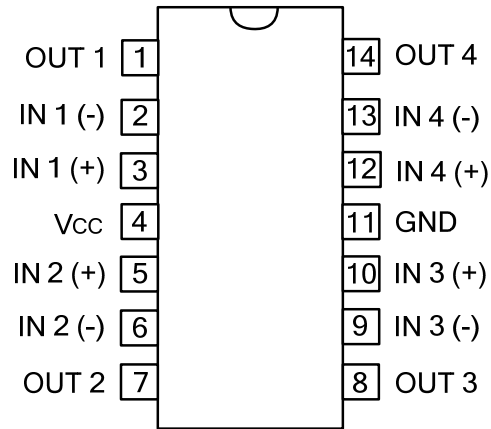 OUT 1 1 14 OUT 4
IN 1 (-) 2 13 IN 4 (-)
IN 1 (+) 3 12 IN 4 (+)
VCC 4 11 GND
IN 2 (+) 5 10 IN 3 (+)
IN 2 (-) 6 9 IN 3 (-)
OUT 2 7 8 OUT 3